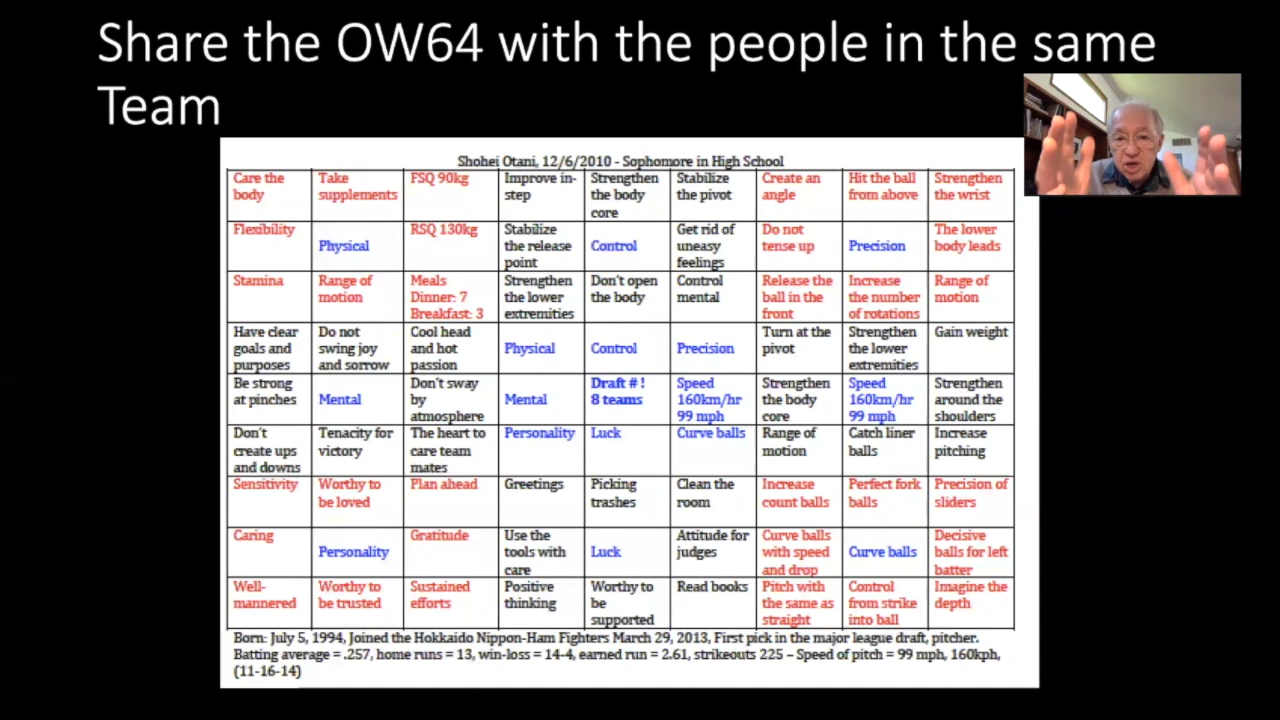 Share the OW64 with the people in the same
Team
Shohei Otani, 12/6/2010 - Sophomore in High School
Care the
body
Take
supplements
FSQ 90kg
Improve in-
step
Strengthen
the body
core
Stabilize
the pivot
Create an
angle
Hit the ball
from above
Strengthen
the wrist
Flexibility
Physical
RSQ 130kg
Stabilize
the release
point
Control
Get rid of
uneasy
feelings
Do not
tense up
Precision
The lower
body leads
Stamina
Range of
motion
Meals
Dinner: 7
Breakfast: 3
Strengthen
the lower
extremities
Don't open
the body
Control
mental
Release the
ball in the
front
Increase
the number
of rotations
Range of
motion
Have clear
goals and
purposes
Do not
swing joy
and sorrow
Cool head
and hot
passion
Physical
Control
Precision
Turn at the
pivot
Strengthen
the lower
extremities
Gain weight
Be strong
at pinches
Mental
Don't sway
by
atmosphere
Mental
Draft # !
8 teams
Speed
160km/hr
99 mph
Strengthen
the body
core
Speed
160km/hr
99 mph
Strengthen
around the
shoulders
Don't
create ups
and downs
Tenacity for
victory
The heart to
care team
mates
Personality
Luck
Curve balls
Range of
motion
Catch liner
balls
Increase
pitching
Sensitivity
Worthy to
be loved
Plan ahead
Greetings
Picking
trashes
Clean the
room
Increase
count balls
Perfect fork
balls
Precision of
sliders
Caring
Personality
Gratitude
Use the
tools with
care
Luck
Attitude for
judges
Curve balls
with speed
and drop
Curve balls
Decisive
balls for left
batter
Well-
mannered
Worthy to
be trusted
Sustained
efforts
Positive
thinking
Worthy to
be
supported
Read books
Pitch with
the same as
straight
Control
from strike
into ball
Imagine the
depth
Born: July 5, 1994, Joined the Hokkaido Nippon-Ham Fighters March 29, 2013, First pick in the major league draft, pitcher.
Batting average = .257, home runs = 13, win-loss = 14-4, earned run = 2.61, strikeouts 225 – Speed of pitch = 99 mph, 160kph,
(11-16-14)